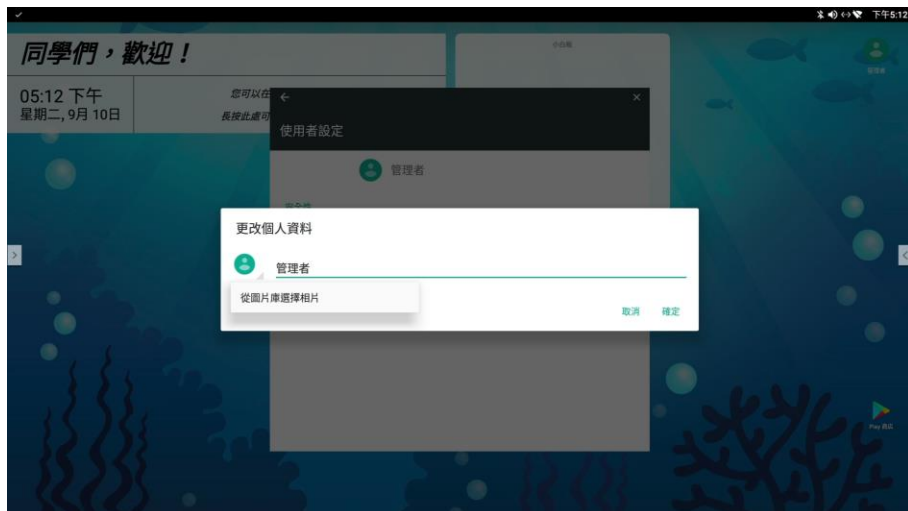 下午5:12
同學們，歡迎！
小白板
管理者
05:12 下午
星期二, 9月 10日
您可以在
長按此處可
使用者設定
管理者
更改個人資料
管理者
從圖片庫選擇相片
取消
確定
Play 商店